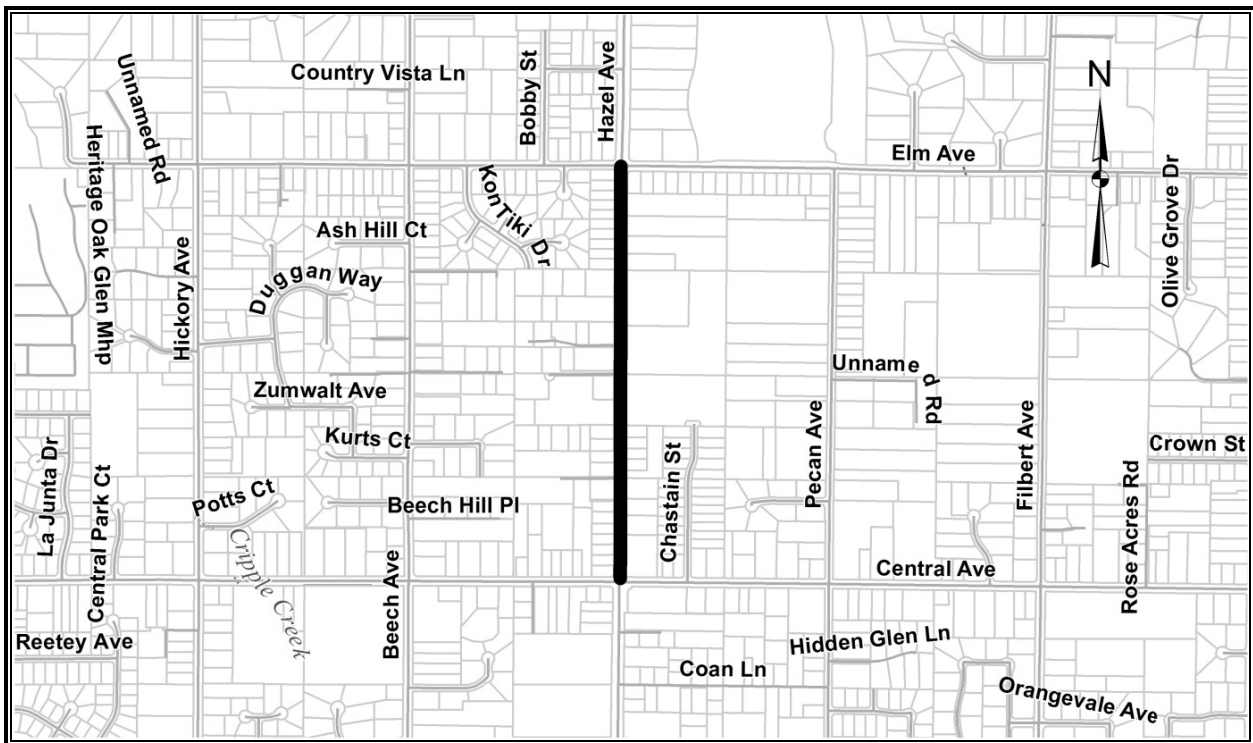 Country Vista Ln
Unnamed Rd
Bobby St
Hazel Ave
N
Elm Ave
Heritage Oak Glen Mhp
KonTiki Dr
Olive Grove Dr
Ash Hill Ct
Duggan Way
Hickory Ave
Unnamed Rd
Zumwalt Ave
Kurts Ct
Pecan Ave
Filbert Ave
Crown St
La Junta Dr
Central Park Ct
Potts Ct
Beech Hill Pl
Chastain St
Rose Acres Rd
Cripple Creek
Beech Ave
Central Ave
Reetey Ave
Hidden Glen Ln
Coan Ln
Orangevale Ave